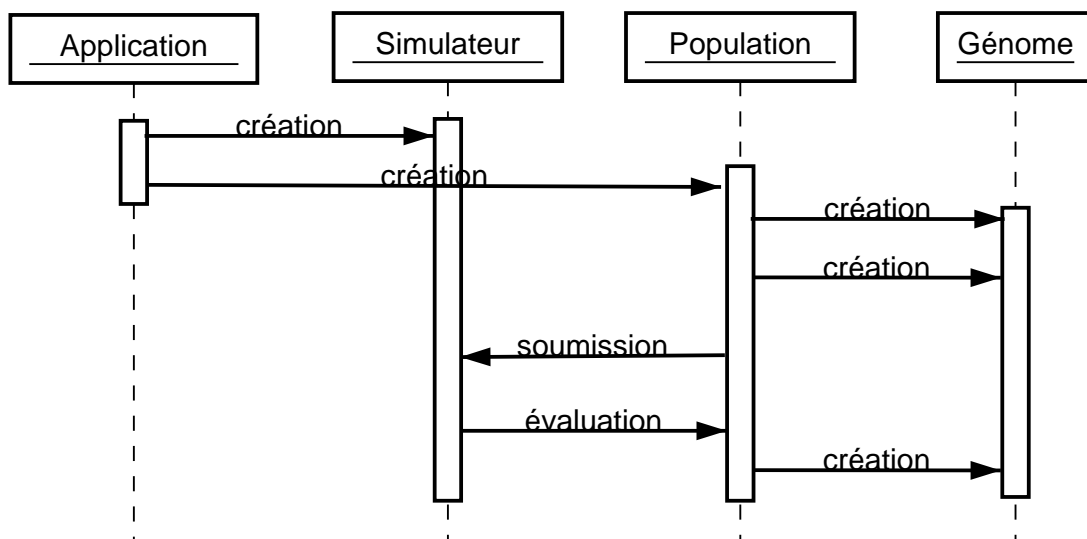 Application
Simulateur
Population
Génome
création
création
création
création
soumission
évaluation
création